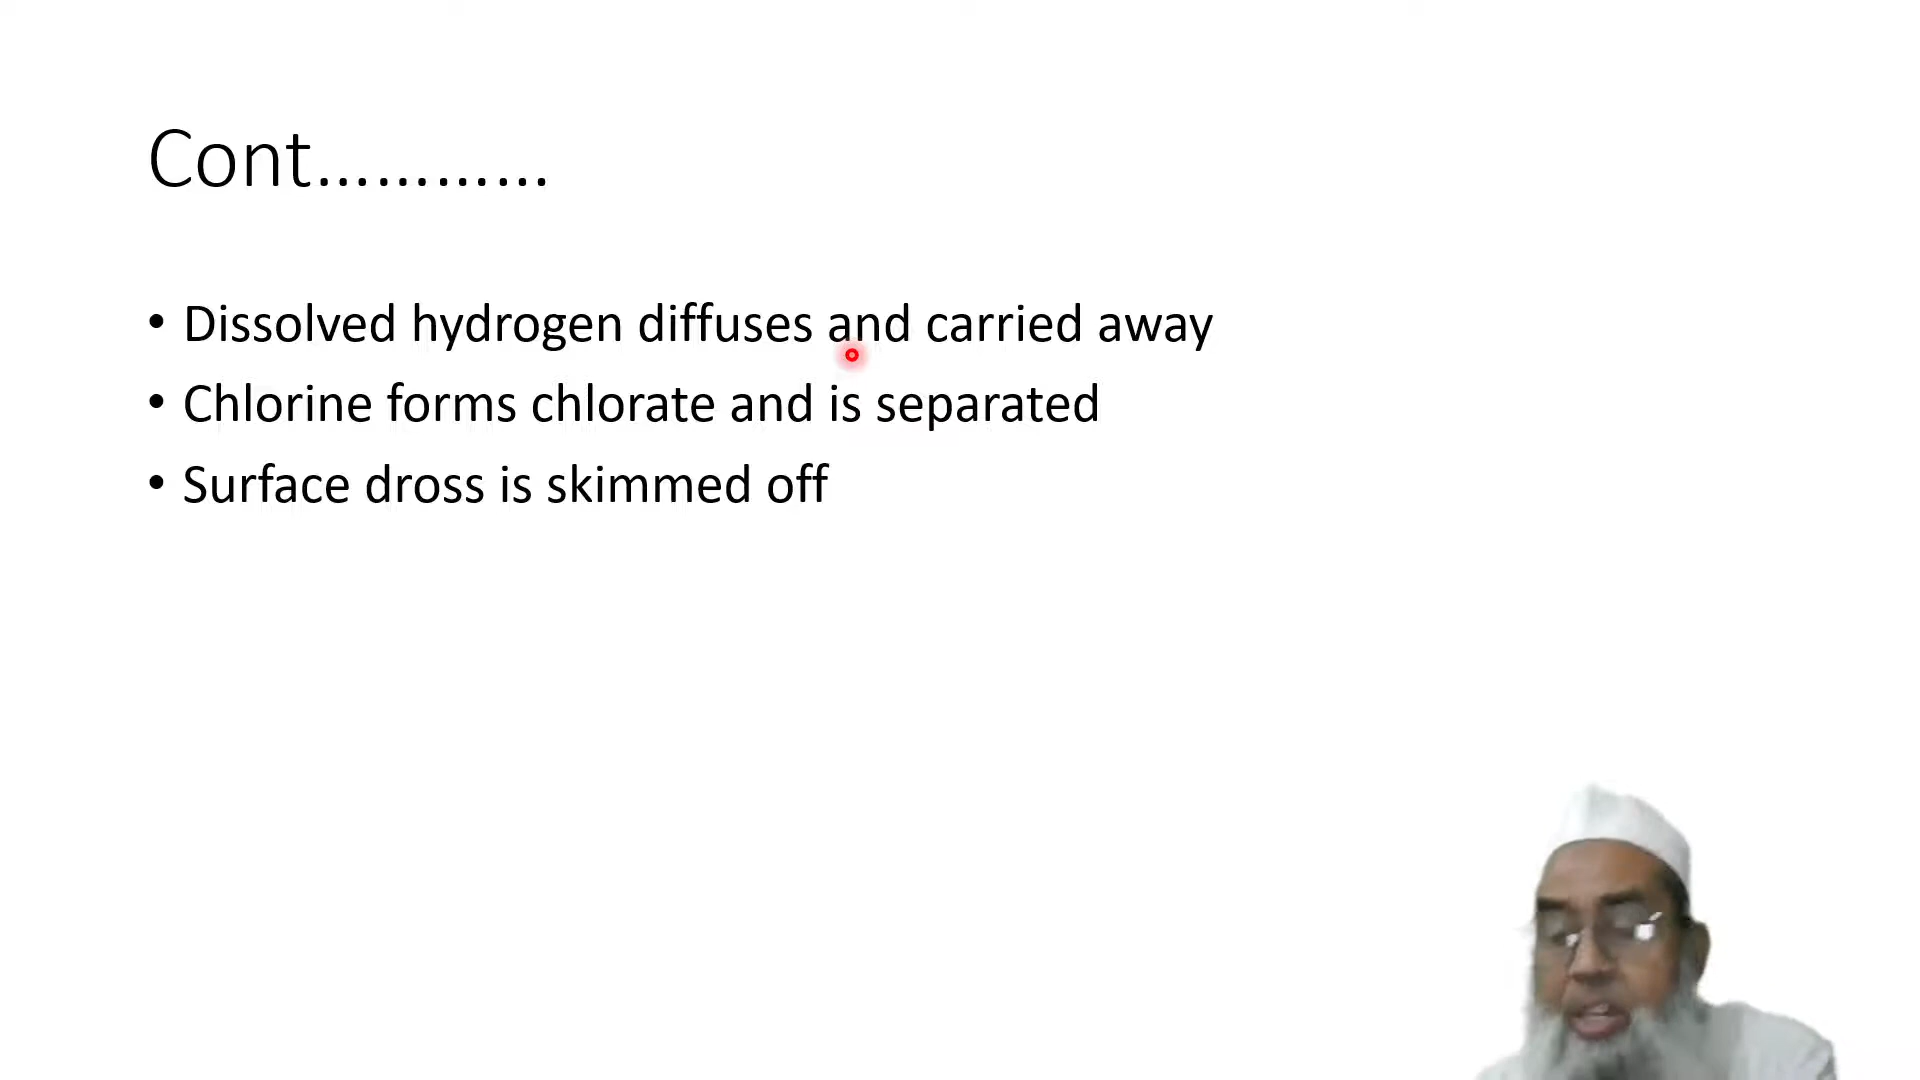 Cont…………
• Dissolved hydrogen diffuses and carried away
• Chlorine forms chlorate and is separated
• Surface dross is skimmed off